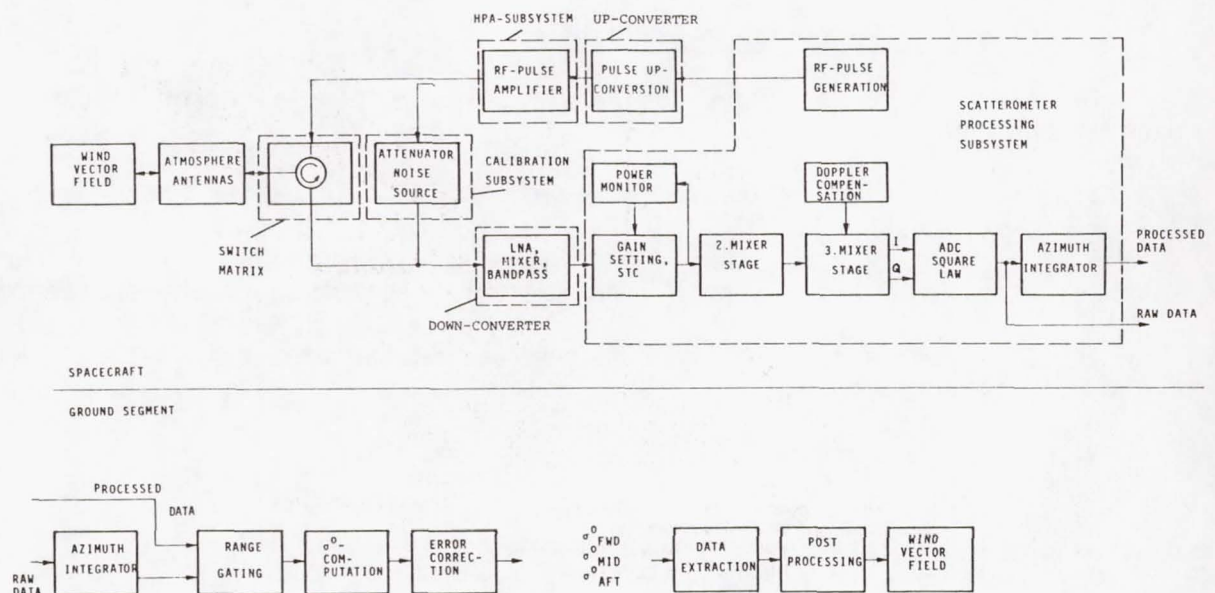 HPA-SUBSYSTEM
UP-CONVERTER
RF-PULSE
AMPLIFIER
PULSE UP-
CONVERSION
RF-PULSE
GENERATION
SCATTEROMETER
PROCESSING
SUBSYSTEM
WIND
VECTOR
FIELD
ATMOSPHERE
ANTENNAS
ATTENUATOR
NOISE
SOURCE
CALIBRATION
SUBSYSTEM
POWER
MONITOR
DOPPLER
COMPEN-
SATION
SWITCH
MATRIX
LNA,
MIXER,
BANDPASS
GAIN
SETTING,
STC
2.MIXER
STAGE
3.MIXER
STAGE
I
Q
ADC
SQUARE
LAW
AZIMUTH
INTEGRATOR
PROCESSED
DATA
RAW DATA
DOWN-CONVERTER
SPACECRAFT
GROUND SEGMENT
PROCESSED
DATA
RAW
DATA
AZIMUTH
INTEGRATOR
RANGE
GATING
σ⁰-
COM-
PUTATION
ERROR
CORREC-
TION
σ⁰FWD
σ⁰MID
σ⁰AFT
DATA
EXTRACTION
POST
PROCESSING
WIND
VECTOR
FIELD